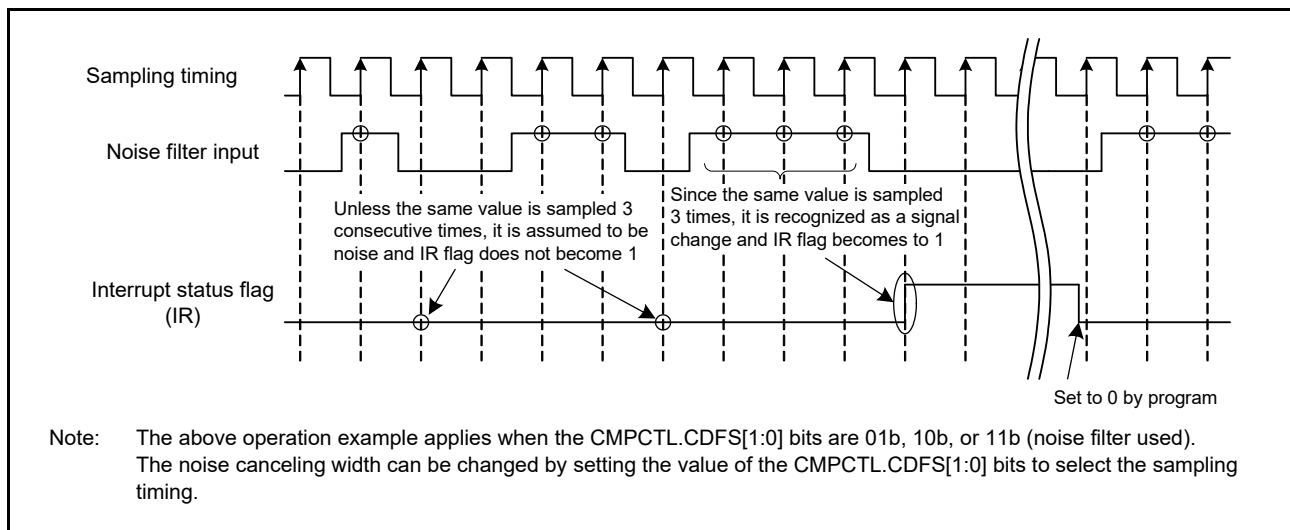 Sampling timing
Noise filter input
Unless the same value is sampled 3
consecutive times, it is assumed to be
noise and IR flag does not become 1
Since the same value is sampled
3 times, it is recognized as a signal
change and IR flag becomes to 1
Interrupt status flag
(IR)
Set to 0 by program
Note: The above operation example applies when the CMPCTL.CDFS[1:0] bits are 01b, 10b, or 11b (noise filter used).
The noise canceling width can be changed by setting the value of the CMPCTL.CDFS[1:0] bits to select the sampling
timing.